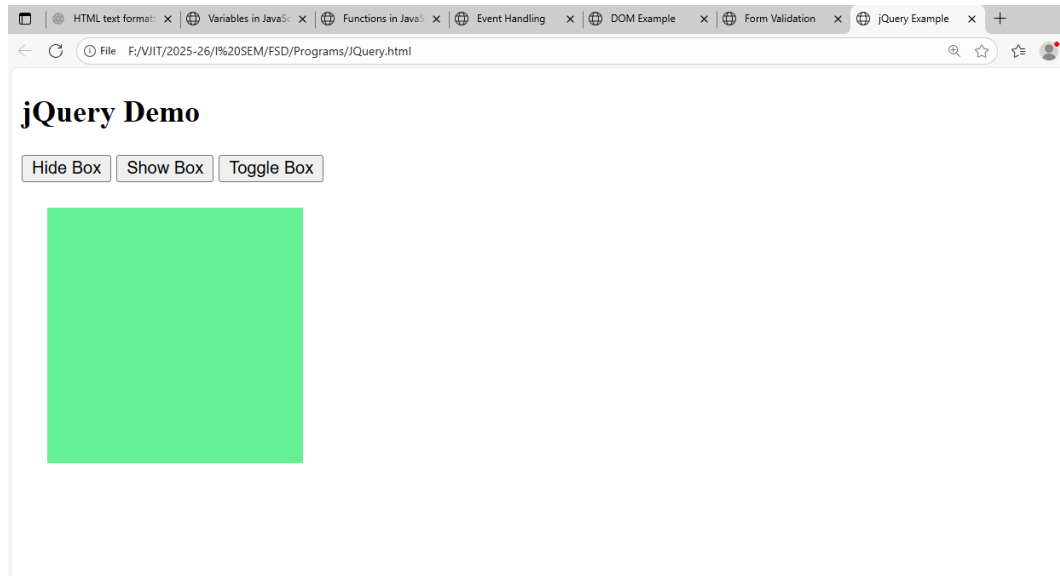 HTML text formatt Variables in JavaSc Functions in JavaS Event Handling DOM Example Form Validation jQuery Example
File F:/VJIT/2025-26/I%20SEM/FSD/Programs/JQuery.html
jQuery Demo
Hide Box Show Box Toggle Box